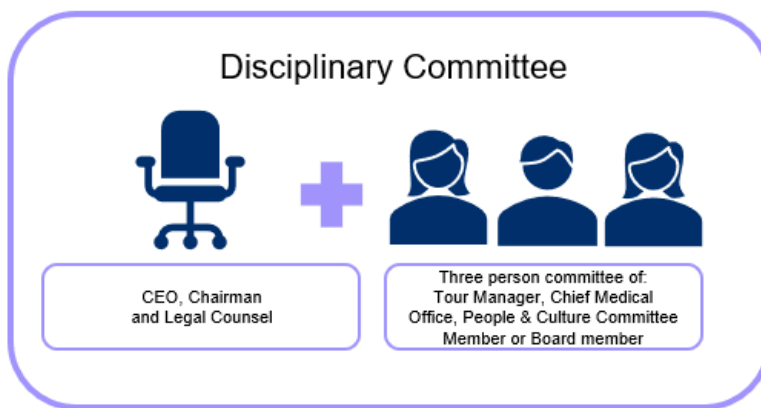 Disciplinary Committee
CEO, Chairman
and Legal Counsel
Three person committee of:
Tour Manager, Chief Medical
Office, People & Culture Committee
Member or Board member